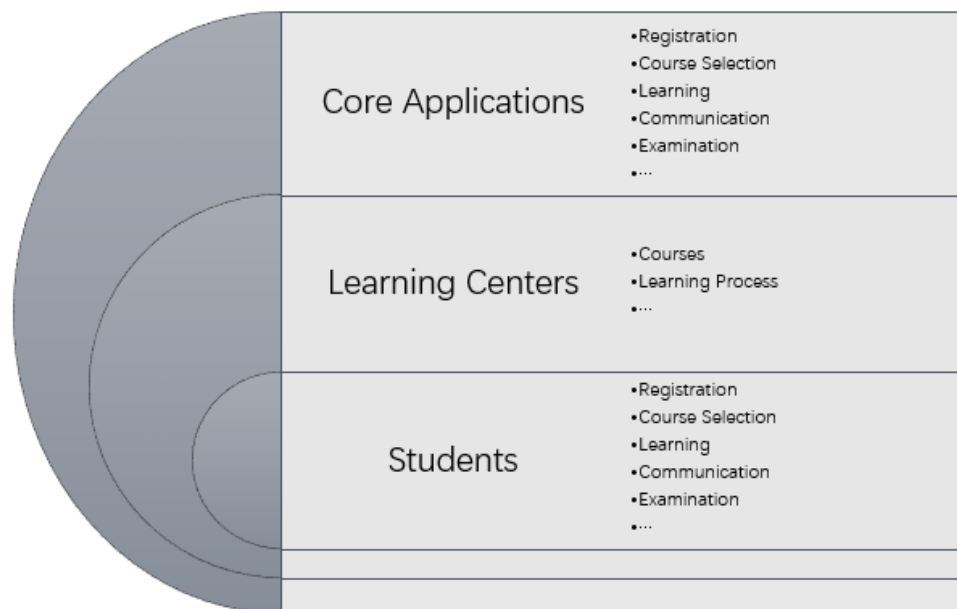 Core Applications
•Registration
•Course Selection
•Learning
•Communication
•Examination
•...
Learning Centers
•Courses
•Learning Process
•...
Students
•Registration
•Course Selection
•Learning
•Communication
•Examination
•...